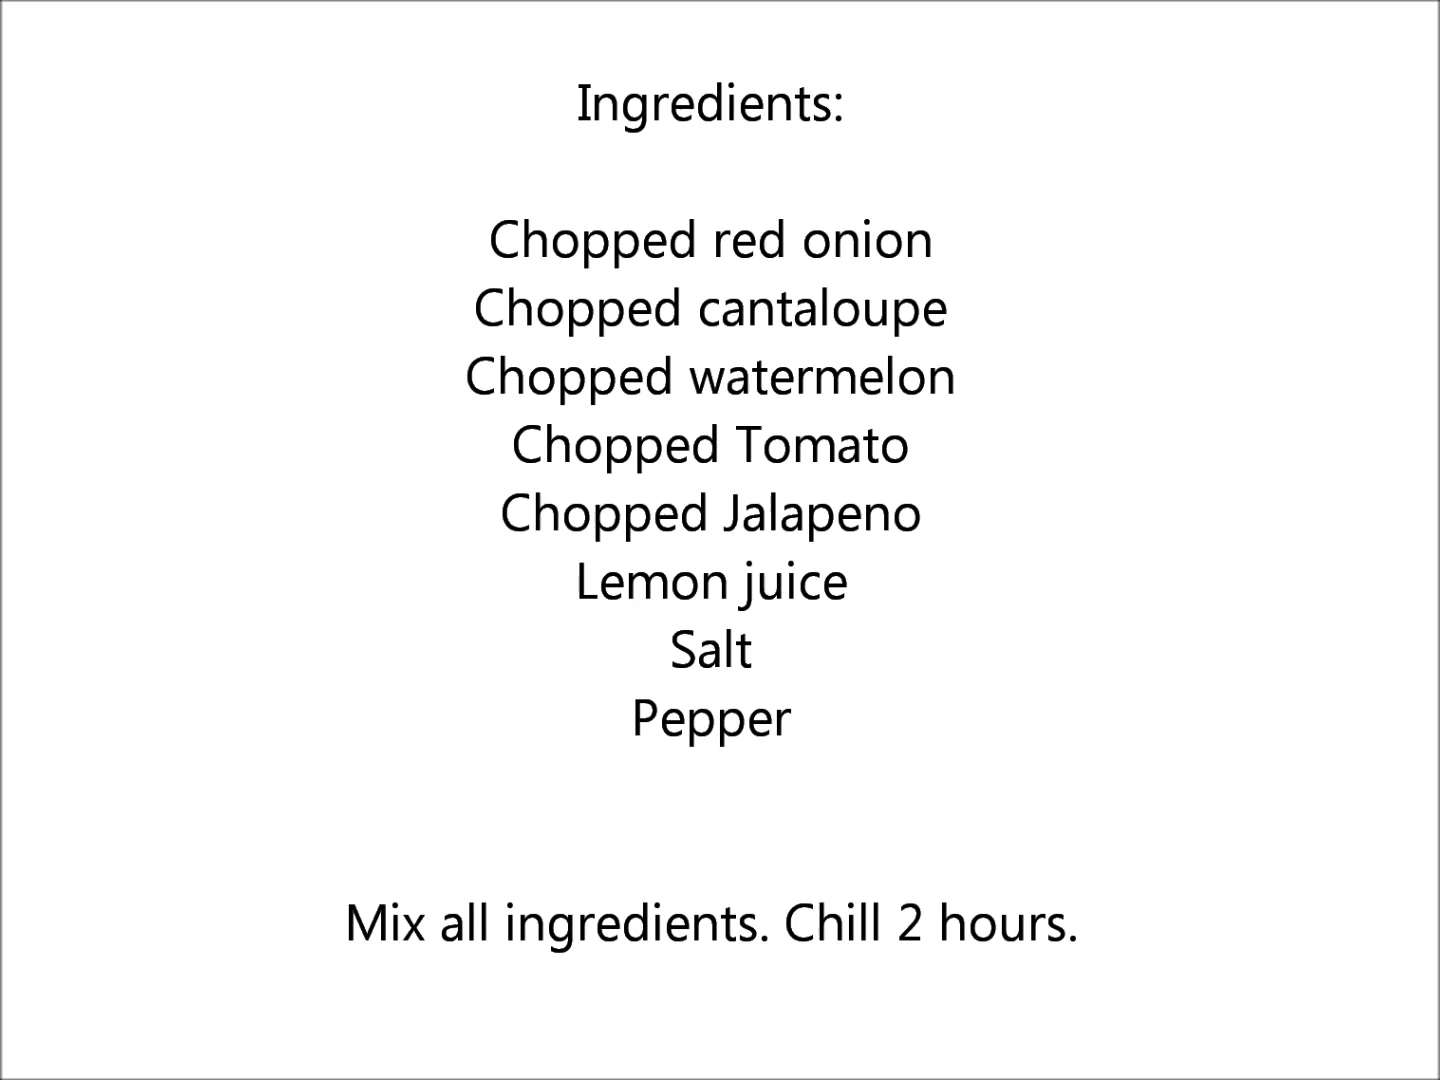 Ingredients:
Chopped red onion
Chopped cantaloupe
Chopped watermelon
Chopped Tomato
Chopped Jalapeno
Lemon juice
Salt
Pepper
Mix all ingredients. Chill 2 hours.